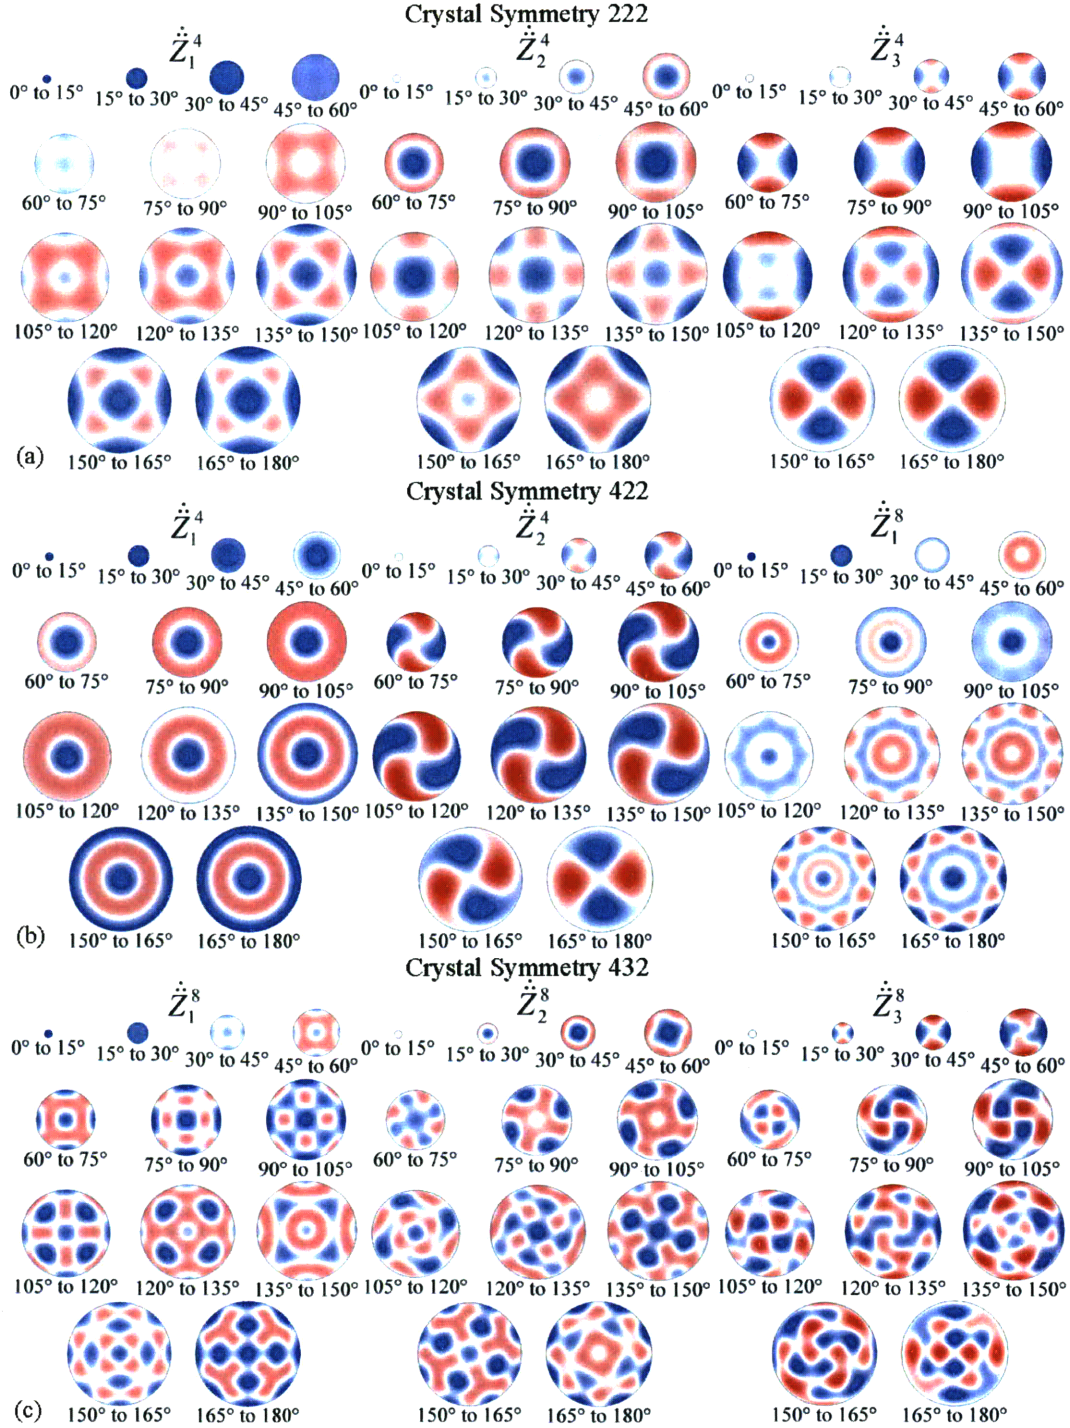 Crystal Symmetry 222
Z̈̇₁⁴ Z̈̇₂⁴ Z̈̇₃⁴
0° to 15° 15° to 30° 30° to 45° 45° to 60° 0° to 15° 15° to 30° 30° to 45° 45° to 60° 0° to 15° 15° to 30° 30° to 45° 45° to 60°
60° to 75° 75° to 90° 90° to 105° 60° to 75° 75° to 90° 90° to 105° 60° to 75° 75° to 90° 90° to 105°
105° to 120° 120° to 135° 135° to 150° 105° to 120° 120° to 135° 135° to 150° 105° to 120° 120° to 135° 135° to 150°
(a) 150° to 165° 165° to 180° 150° to 165° 165° to 180° 150° to 165° 165° to 180°
Crystal Symmetry 422
Z̈̇₁⁴ Z̈̇₂⁴ Z̈̇₁⁸
0° to 15° 15° to 30° 30° to 45° 45° to 60° 0° to 15° 15° to 30° 30° to 45° 45° to 60° 0° to 15° 15° to 30° 30° to 45° 45° to 60°
60° to 75° 75° to 90° 90° to 105° 60° to 75° 75° to 90° 90° to 105° 60° to 75° 75° to 90° 90° to 105°
105° to 120° 120° to 135° 135° to 150° 105° to 120° 120° to 135° 135° to 150° 105° to 120° 120° to 135° 135° to 150°
(b) 150° to 165° 165° to 180° 150° to 165° 165° to 180° 150° to 165° 165° to 180°
Crystal Symmetry 432
Z̈̇₁⁸ Z̈̇₂⁸ Z̈̇₃⁸
0° to 15° 15° to 30° 30° to 45° 45° to 60° 0° to 15° 15° to 30° 30° to 45° 45° to 60° 0° to 15° 15° to 30° 30° to 45° 45° to 60°
60° to 75° 75° to 90° 90° to 105° 60° to 75° 75° to 90° 90° to 105° 60° to 75° 75° to 90° 90° to 105°
105° to 120° 120° to 135° 135° to 150° 105° to 120° 120° to 135° 135° to 150° 105° to 120° 120° to 135° 135° to 150°
(c) 150° to 165° 165° to 180° 150° to 165° 165° to 180° 150° to 165° 165° to 180°